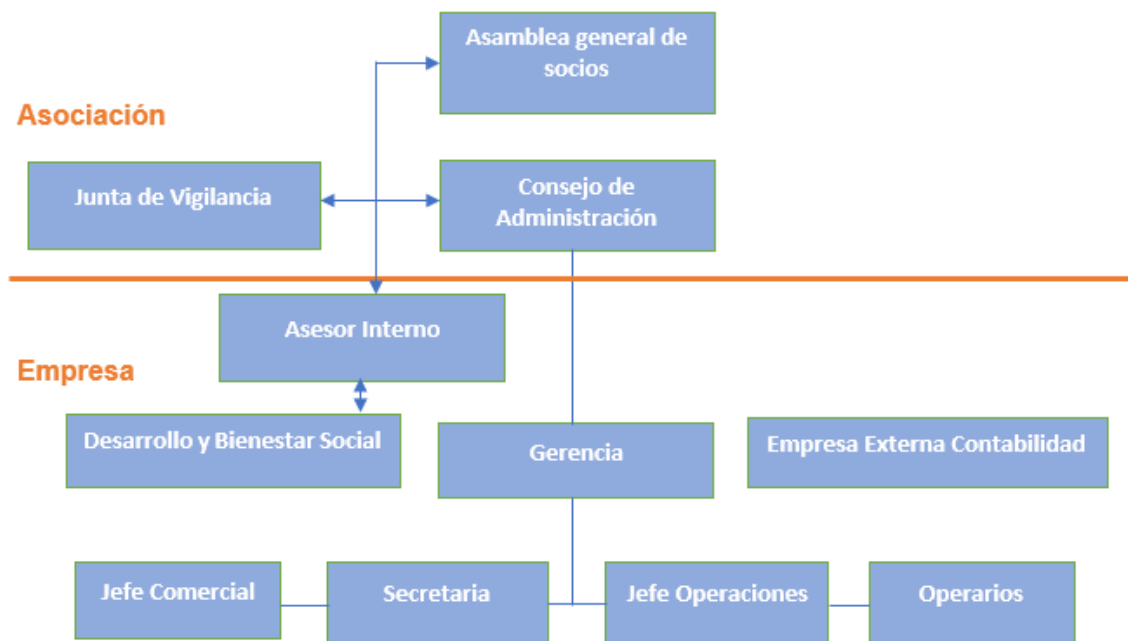 Asamblea general de
socios
Asociación
Junta de Vigilancia
Consejo de
Administración
Asesor Interno
Empresa
Desarrollo y Bienestar Social
Gerencia
Empresa Externa Contabilidad
Jefe Comercial
Secretaria
Jefe Operaciones
Operarios